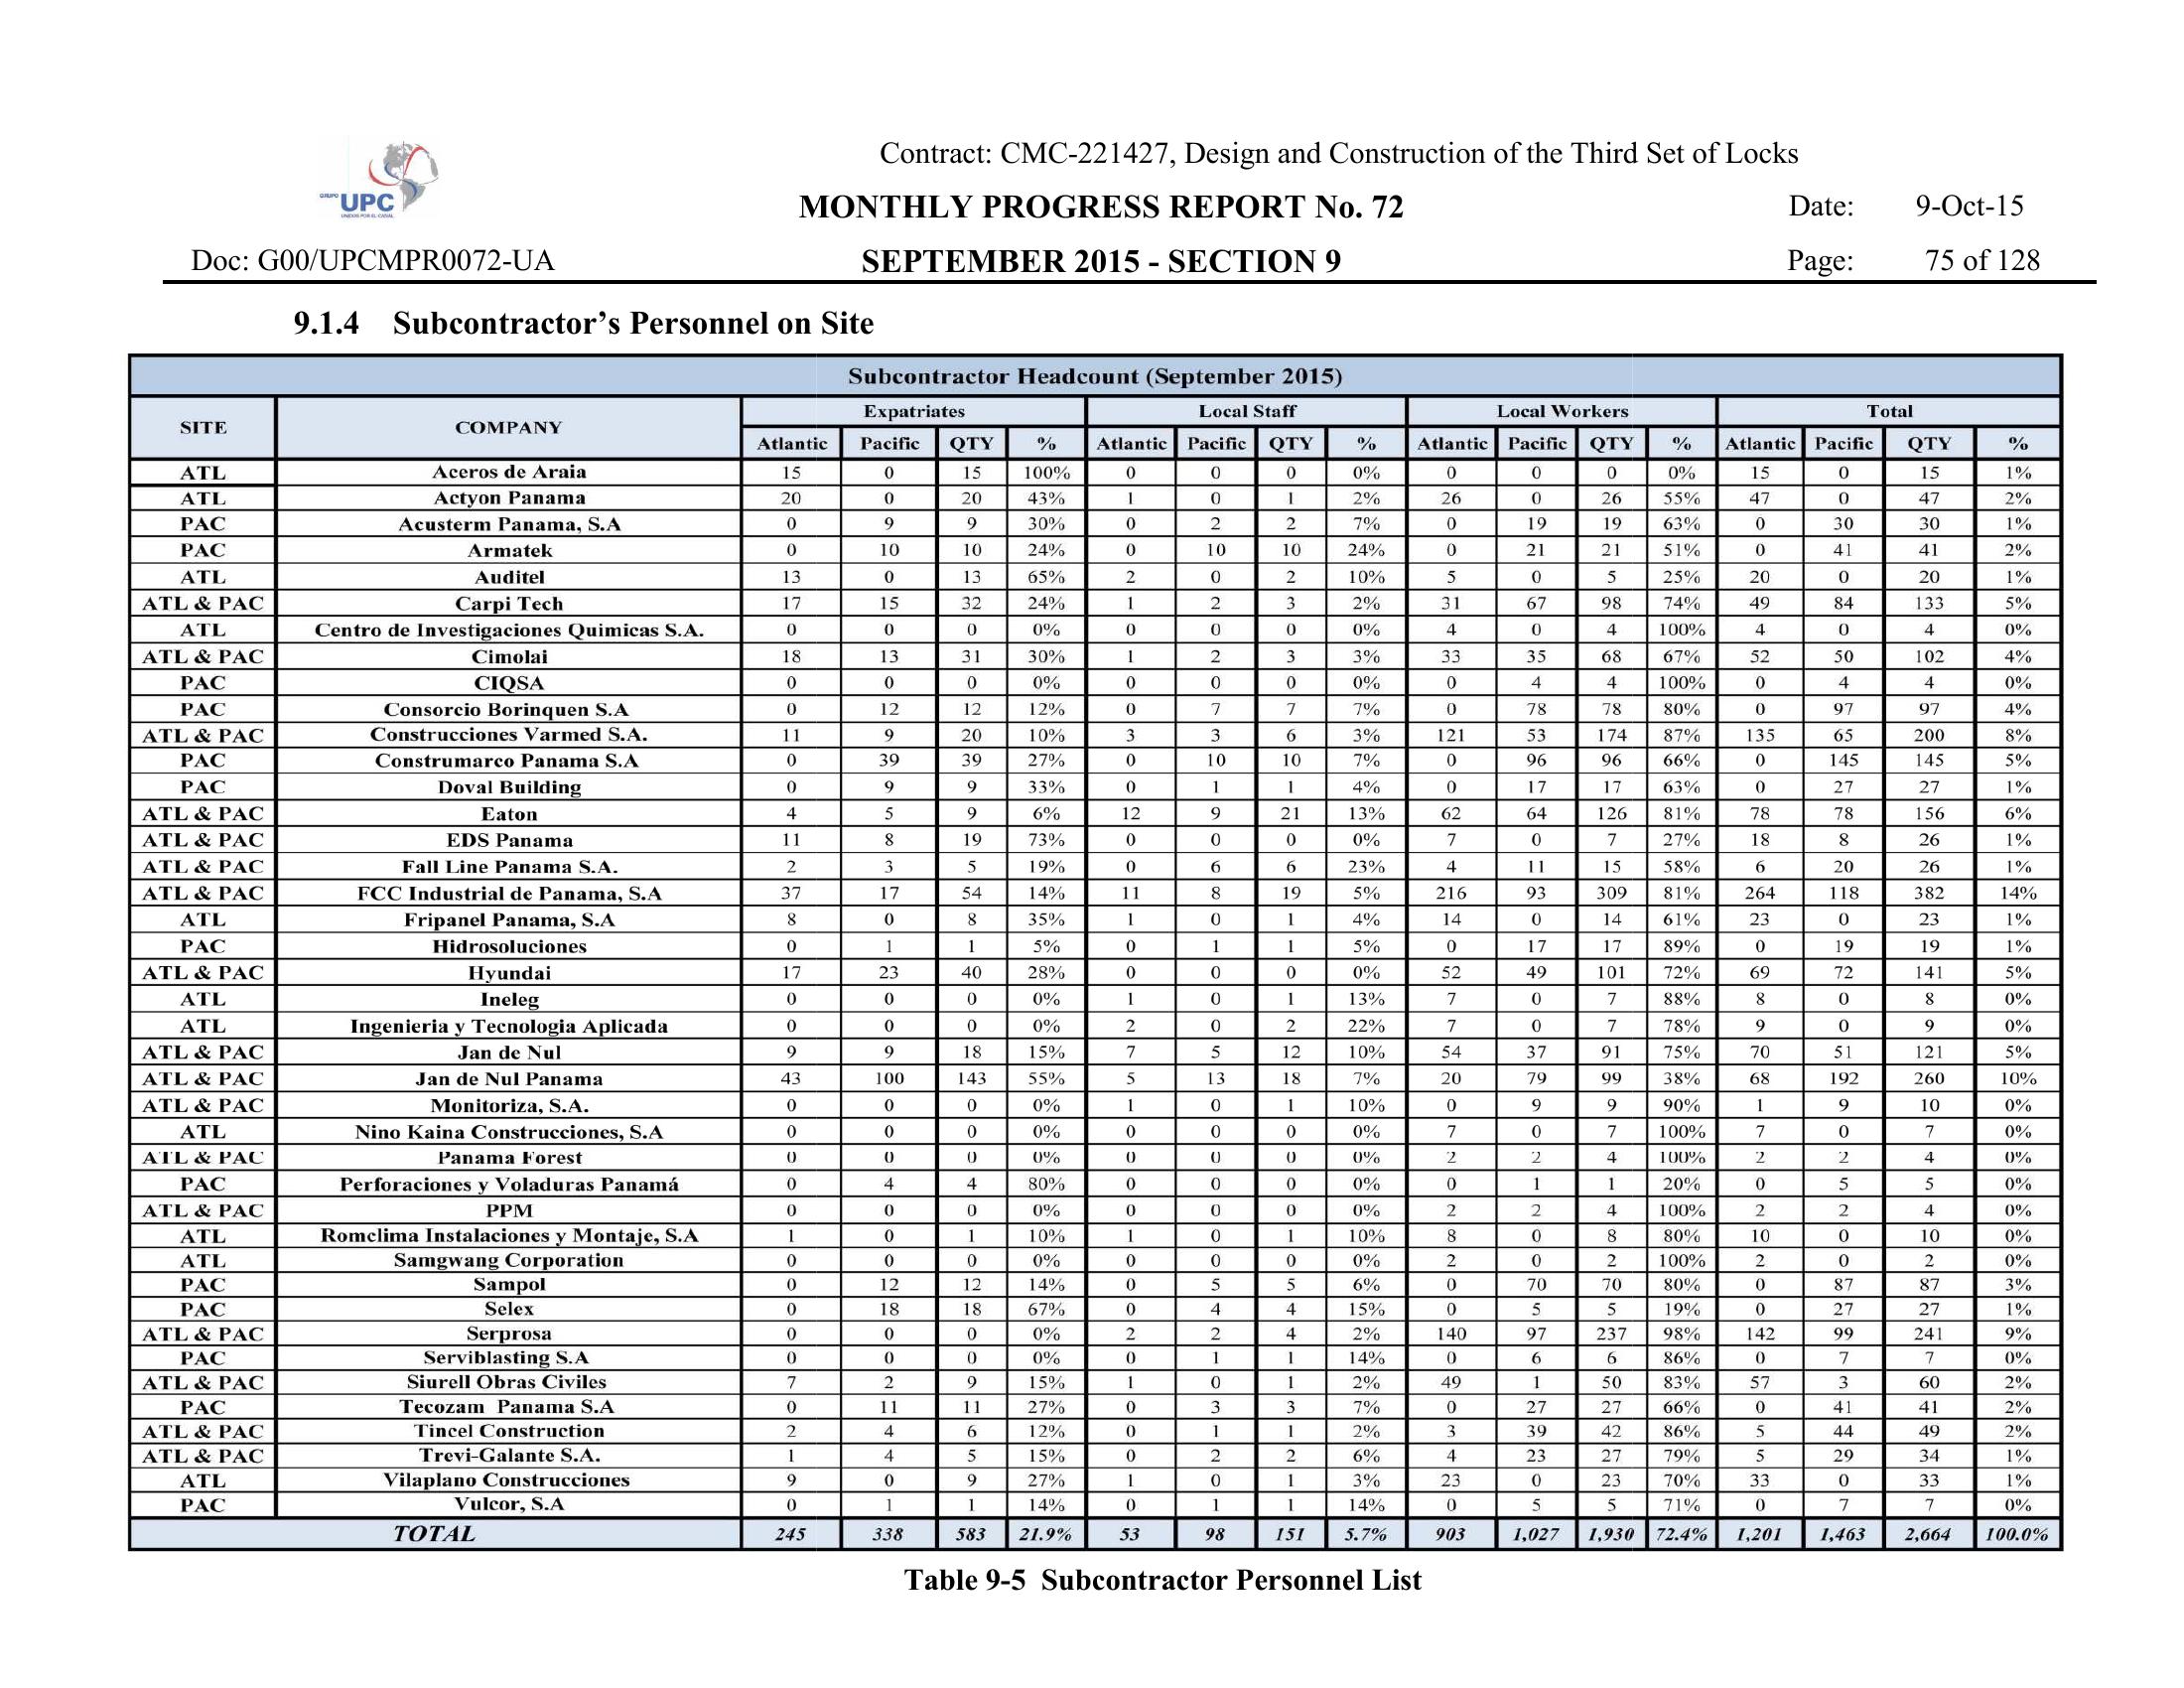 Contract: CMC-221427, Design and Construction of the Third Set of Locks
GRUPO UPC
UNIDOS POR EL CANAL
MONTHLY PROGRESS REPORT No. 72 Date: 9-Oct-15
Doc: G00/UPCMPR0072-UA SEPTEMBER 2015 - SECTION 9 Page: 75 of 128
9.1.4 Subcontractor’s Personnel on Site
Subcontractor Headcount (September 2015)
SITE COMPANY Expatriates Local Staff Local Workers Total
Atlantic Pacific QTY % Atlantic Pacific QTY % Atlantic Pacific QTY % Atlantic Pacific QTY %
ATL Aceros de Araia 15 0 15 100% 0 0 0 0% 0 0 0 0% 15 0 15 1%
ATL Actyon Panama 20 0 20 43% 1 0 1 2% 26 0 26 55% 47 0 47 2%
PAC Acusterm Panama, S.A 0 9 9 30% 0 2 2 7% 0 19 19 63% 0 30 30 1%
PAC Armatek 0 10 10 24% 0 10 10 24% 0 21 21 51% 0 41 41 2%
ATL Auditel 13 0 13 65% 2 0 2 10% 5 0 5 25% 20 0 20 1%
ATL & PAC Carpi Tech 17 15 32 24% 1 2 3 2% 31 67 98 74% 49 84 133 5%
ATL Centro de Investigaciones Quimicas S.A. 0 0 0 0% 0 0 0 0% 4 0 4 100% 4 0 4 0%
ATL & PAC Cimolai 18 13 31 30% 1 2 3 3% 33 35 68 67% 52 50 102 4%
PAC CIQSA 0 0 0 0% 0 0 0 0% 0 4 4 100% 0 4 4 0%
PAC Consorcio Borinquen S.A 0 12 12 12% 0 7 7 7% 0 78 78 80% 0 97 97 4%
ATL & PAC Construcciones Varmed S.A. 11 9 20 10% 3 3 6 3% 121 53 174 87% 135 65 200 8%
PAC Construmarco Panama S.A 0 39 39 27% 0 10 10 7% 0 96 96 66% 0 145 145 5%
PAC Doval Building 0 9 9 33% 0 1 1 4% 0 17 17 63% 0 27 27 1%
ATL & PAC Eaton 4 5 9 6% 12 9 21 13% 62 64 126 81% 78 78 156 6%
ATL & PAC EDS Panama 11 8 19 73% 0 0 0 0% 7 0 7 27% 18 8 26 1%
ATL & PAC Fall Line Panama S.A. 2 3 5 19% 0 6 6 23% 4 11 15 58% 6 20 26 1%
ATL & PAC FCC Industrial de Panama, S.A 37 17 54 14% 11 8 19 5% 216 93 309 81% 264 118 382 14%
ATL Fripanel Panama, S.A 8 0 8 35% 1 0 1 4% 14 0 14 61% 23 0 23 1%
PAC Hidrosoluciones 0 1 1 5% 0 1 1 5% 0 17 17 89% 0 19 19 1%
ATL & PAC Hyundai 17 23 40 28% 0 0 0 0% 52 49 101 72% 69 72 141 5%
ATL Ineleg 0 0 0 0% 1 0 1 13% 7 0 7 88% 8 0 8 0%
ATL Ingenieria y Tecnologia Aplicada 0 0 0 0% 2 0 2 22% 7 0 7 78% 9 0 9 0%
ATL & PAC Jan de Nul 9 9 18 15% 7 5 12 10% 54 37 91 75% 70 51 121 5%
ATL & PAC Jan de Nul Panama 43 100 143 55% 5 13 18 7% 20 79 99 38% 68 192 260 10%
ATL & PAC Monitoriza, S.A. 0 0 0 0% 1 0 1 10% 0 9 9 90% 1 9 10 0%
ATL Nino Kaina Construcciones, S.A 0 0 0 0% 0 0 0 0% 7 0 7 100% 7 0 7 0%
ATL & PAC Panama Forest 0 0 0 0% 0 0 0 0% 2 2 4 100% 2 2 4 0%
PAC Perforaciones y Voladuras Panamá 0 4 4 80% 0 0 0 0% 0 1 1 20% 0 5 5 0%
ATL & PAC PPM 0 0 0 0% 0 0 0 0% 2 2 4 100% 2 2 4 0%
ATL Romclima Instalaciones y Montaje, S.A 1 0 1 10% 1 0 1 10% 8 0 8 80% 10 0 10 0%
ATL Samgwang Corporation 0 0 0 0% 0 0 0 0% 2 0 2 100% 2 0 2 0%
PAC Sampol 0 12 12 14% 0 5 5 6% 0 70 70 80% 0 87 87 3%
PAC Selex 0 18 18 67% 0 4 4 15% 0 5 5 19% 0 27 27 1%
ATL & PAC Serprosa 0 0 0 0% 2 2 4 2% 140 97 237 98% 142 99 241 9%
PAC Serviblasting S.A 0 0 0 0% 0 1 1 14% 0 6 6 86% 0 7 7 0%
ATL & PAC Siurell Obras Civiles 7 2 9 15% 1 0 1 2% 49 1 50 83% 57 3 60 2%
PAC Tecozam Panama S.A 0 11 11 27% 0 3 3 7% 0 27 27 66% 0 41 41 2%
ATL & PAC Tincel Construction 2 4 6 12% 0 1 1 2% 3 39 42 86% 5 44 49 2%
ATL & PAC Trevi-Galante S.A. 1 4 5 15% 0 2 2 6% 4 23 27 79% 5 29 34 1%
ATL Vilaplano Construcciones 9 0 9 27% 1 0 1 3% 23 0 23 70% 33 0 33 1%
PAC Vulcor, S.A 0 1 1 14% 0 1 1 14% 0 5 5 71% 0 7 7 0%
TOTAL 245 338 583 21.9% 53 98 151 5.7% 903 1,027 1,930 72.4% 1,201 1,463 2,664 100.0%
Table 9-5 Subcontractor Personnel List